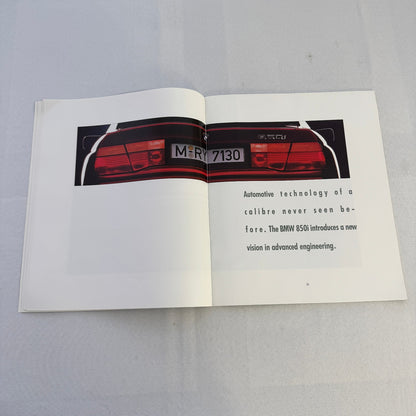 850i
M-RY 7130
Automotive technology of a
calibre never seen be-
fore. The BMW 850i introduces a new
vision in advanced engineering.